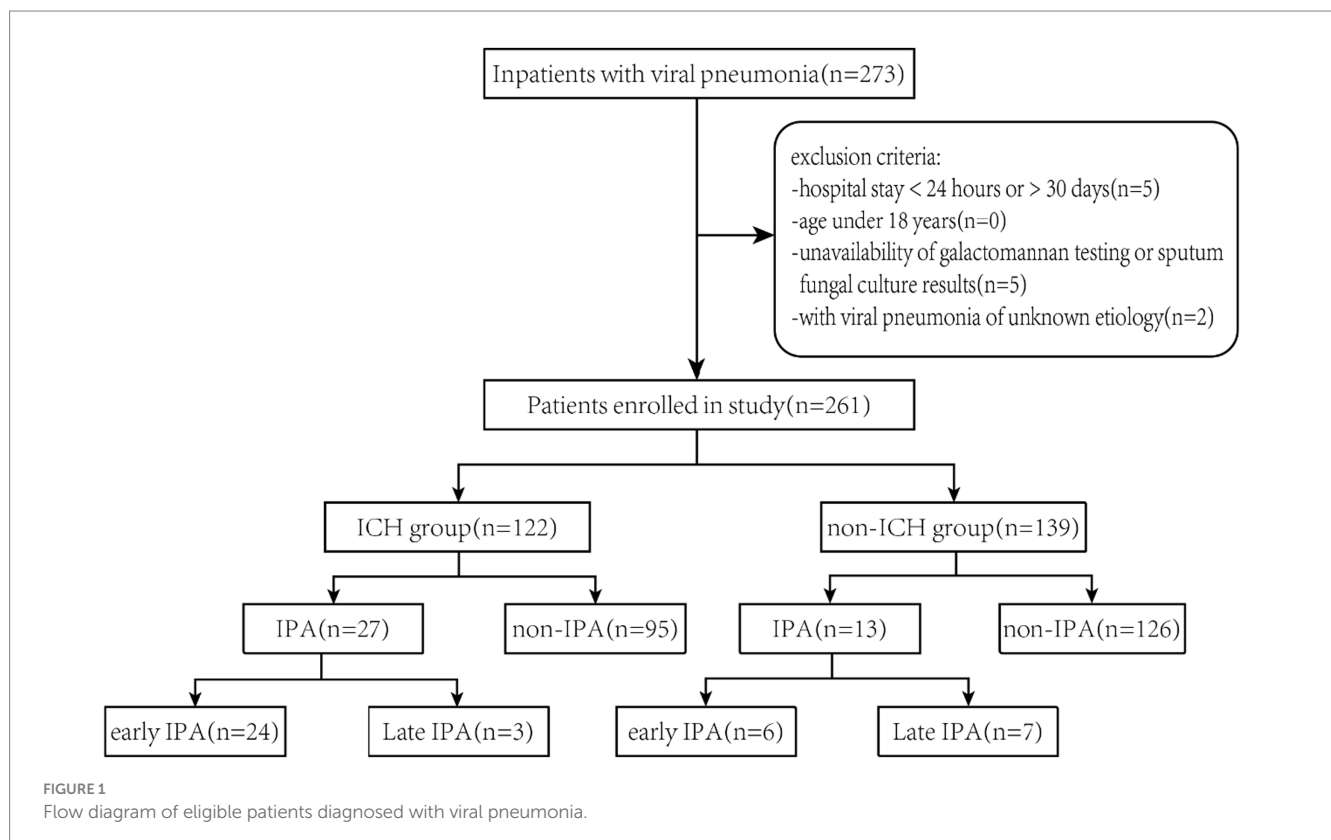 Inpatients with viral pneumonia(n=273)
exclusion criteria:
-hospital stay < 24 hours or > 30 days(n=5)
-age under 18 years(n=0)
-unavailability of galactomannan testing or sputum
fungal culture results(n=5)
-with viral pneumonia of unknown etiology(n=2)
Patients enrolled in study(n=261)
ICH group(n=122)
non-ICH group(n=139)
IPA(n=27)
non-IPA(n=95)
IPA(n=13)
non-IPA(n=126)
early IPA(n=24)
Late IPA(n=3)
early IPA(n=6)
Late IPA(n=7)
FIGURE 1
Flow diagram of eligible patients diagnosed with viral pneumonia.